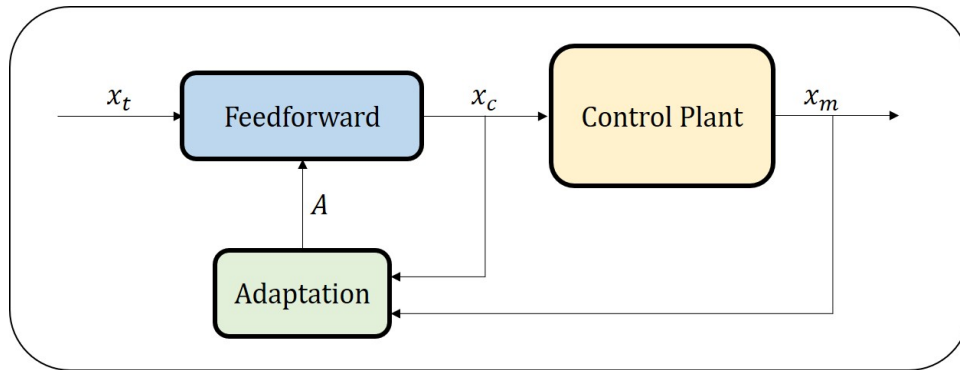 x_t
Feedforward
x_c
Control Plant
x_m
A
Adaptation